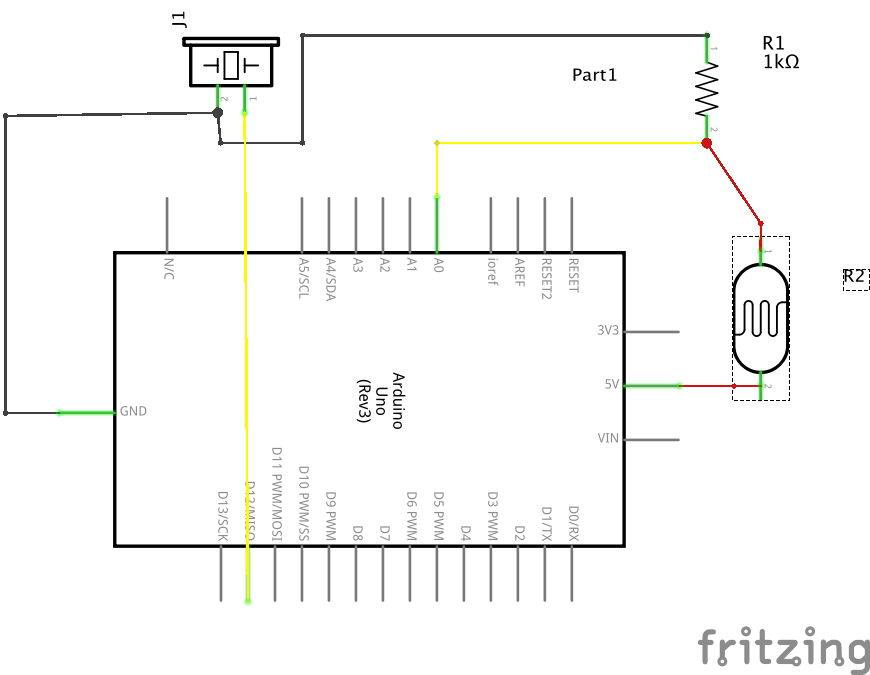 J1
2
1
1
R1
1kΩ
Part1
2
N/C
A5/SCL
A4/SDA
A3
A2
A1
A0
ioref
AREF
RESET2
RESET
1
R2
3V3
5V
2
VIN
GND
Arduino
Uno
(Rev3)
D13/SCK
D12/MISO
D11 PWM/MOSI
D10 PWM/SS
D9 PWM
D8
D7
D6 PWM
D5 PWM
D4
D3 PWM
D2
D1/TX
D0/RX
fritzing